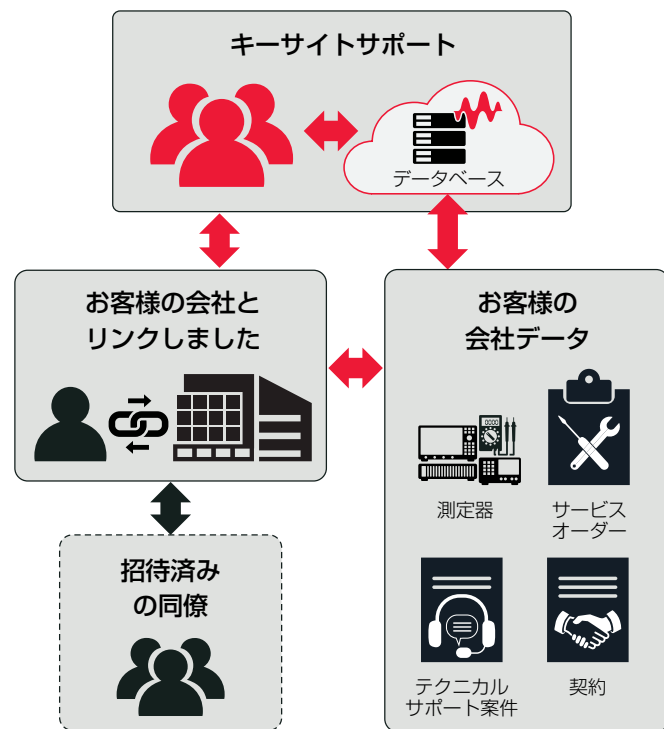 キーサイトサポート
データベース
お客様の会社と
リンクしました
お客様の
会社データ
測定器
サービス
オーダー
招待済み
の同僚
テクニカル
サポート案件
契約